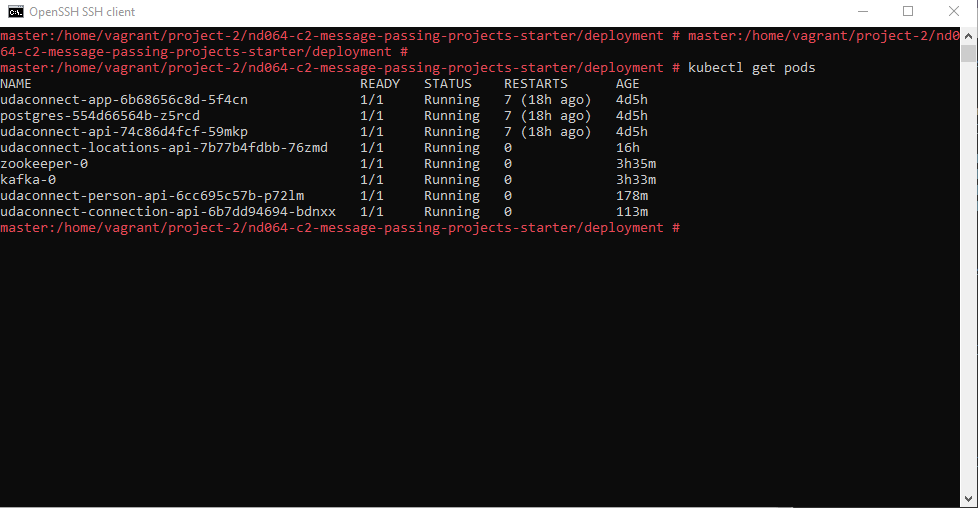 OpenSSH SSH client
master:/home/vagrant/project-2/nd064-c2-message-passing-projects-starter/deployment # master:/home/vagrant/project-2/nd0
64-c2-message-passing-projects-starter/deployment #
master:/home/vagrant/project-2/nd064-c2-message-passing-projects-starter/deployment # kubectl get pods
NAME READY STATUS RESTARTS AGE
udaconnect-app-6b68656c8d-5f4cn 1/1 Running 7 (18h ago) 4d5h
postgres-554d66564b-z5rcd 1/1 Running 7 (18h ago) 4d5h
udaconnect-api-74c86d4fcf-59mkp 1/1 Running 7 (18h ago) 4d5h
udaconnect-locations-api-7b77b4fdbb-76zmd 1/1 Running 0 16h
zookeeper-0 1/1 Running 0 3h35m
kafka-0 1/1 Running 0 3h33m
udaconnect-person-api-6cc695c57b-p72lm 1/1 Running 0 178m
udaconnect-connection-api-6b7dd94694-bdnxx 1/1 Running 0 113m
master:/home/vagrant/project-2/nd064-c2-message-passing-projects-starter/deployment #